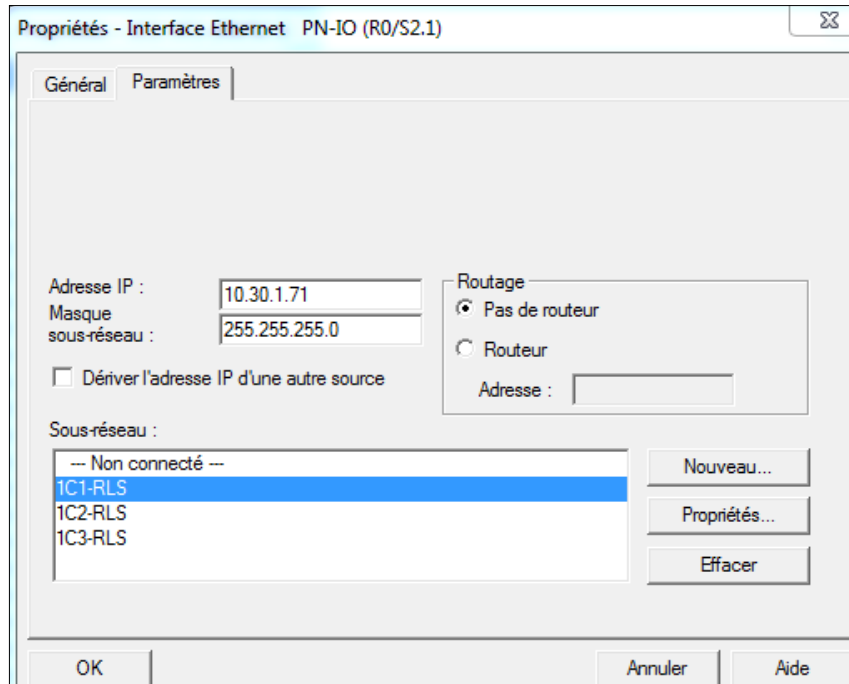 Propriétés - Interface Ethernet PN-IO (R0/S2.1)
Général
Paramètres
Adresse IP :
10.30.1.71
Masque
sous-réseau :
255.255.255.0
Dériver l'adresse IP d'une autre source
Routage
Pas de routeur
Routeur
Adresse :
Sous-réseau :
--- Non connecté ---
1C1-RLS
1C2-RLS
1C3-RLS
Nouveau...
Propriétés...
Effacer
OK
Annuler
Aide